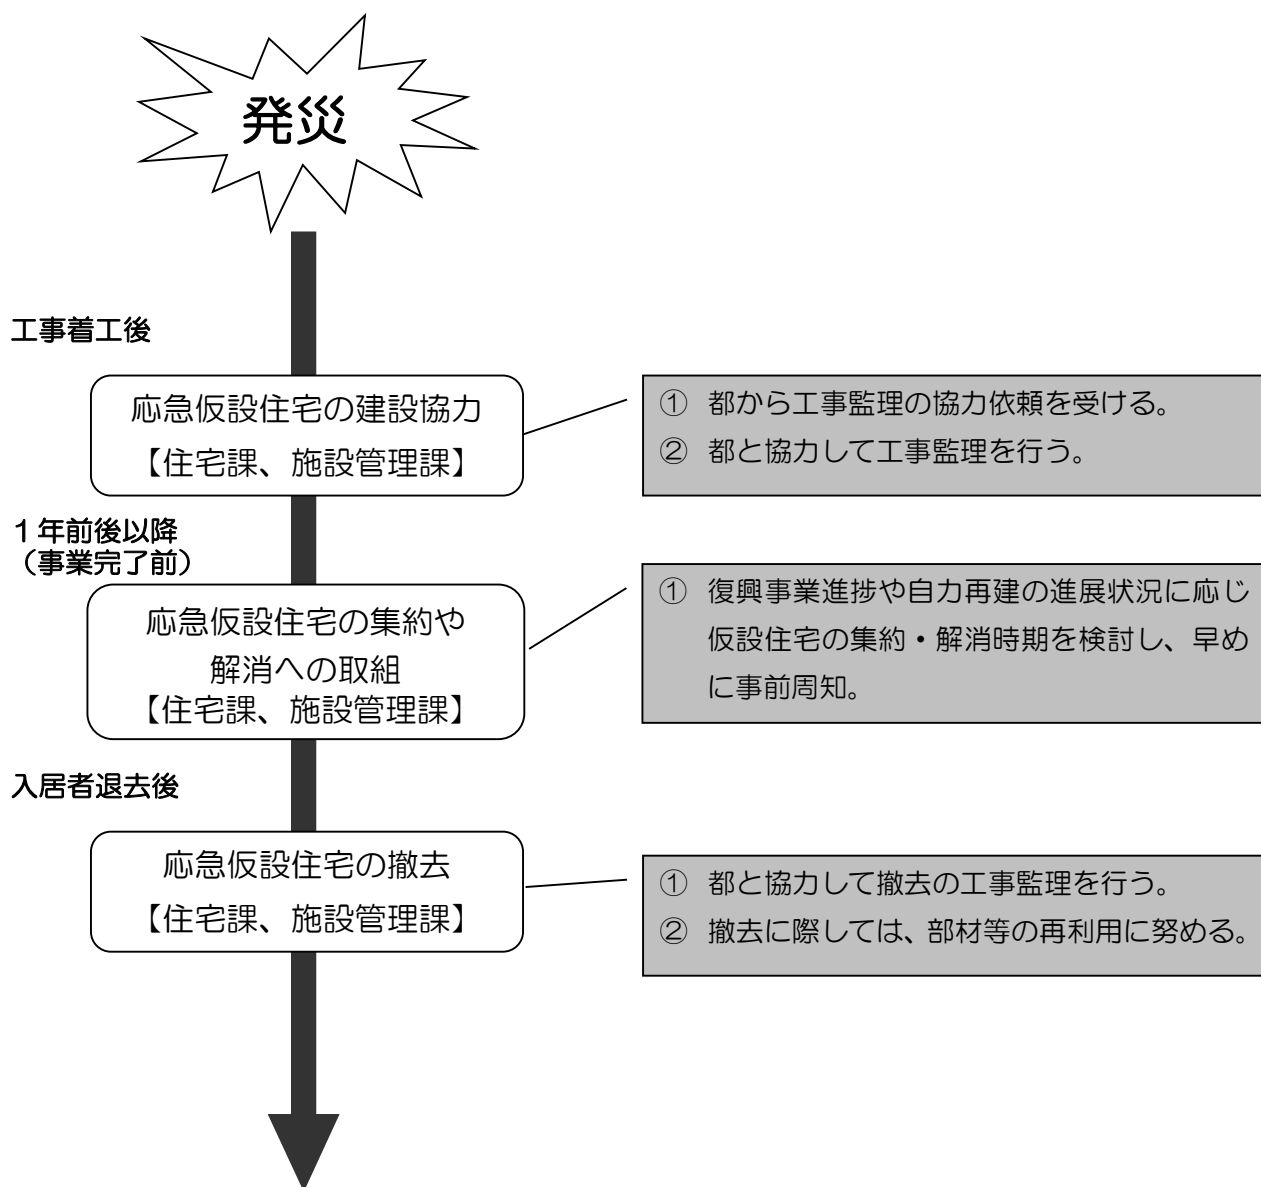 発災
工事着工後
応急仮設住宅の建設協力
【住宅課、施設管理課】
① 都から工事監理の協力依頼を受ける。
② 都と協力して工事監理を行う。
１年前後以降
（事業完了前）
応急仮設住宅の集約や
解消への取組
【住宅課、施設管理課】
① 復興事業進捗や自力再建の進展状況に応じ
仮設住宅の集約・解消時期を検討し、早め
に事前周知。
入居者退去後
応急仮設住宅の撤去
【住宅課、施設管理課】
① 都と協力して撤去の工事監理を行う。
② 撤去に際しては、部材等の再利用に努める。